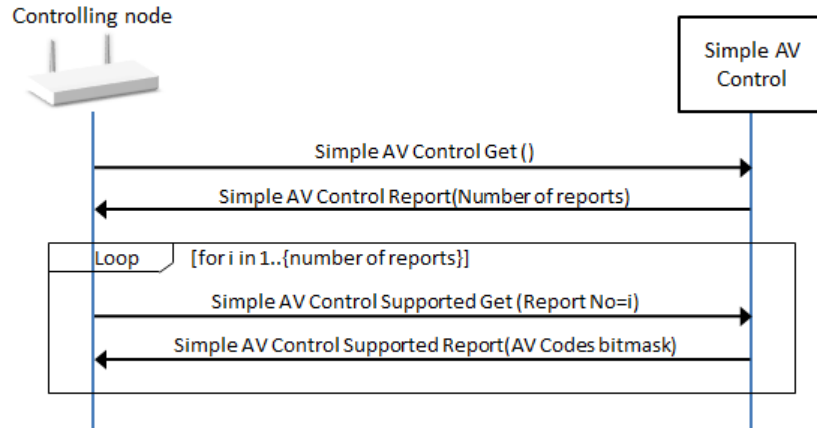 Controlling node
Simple AV
Control
Simple AV Control Get ()
Simple AV Control Report(Number of reports)
Loop
[for i in 1..{number of reports}]
Simple AV Control Supported Get (Report No=i)
Simple AV Control Supported Report(AV Codes bitmask)